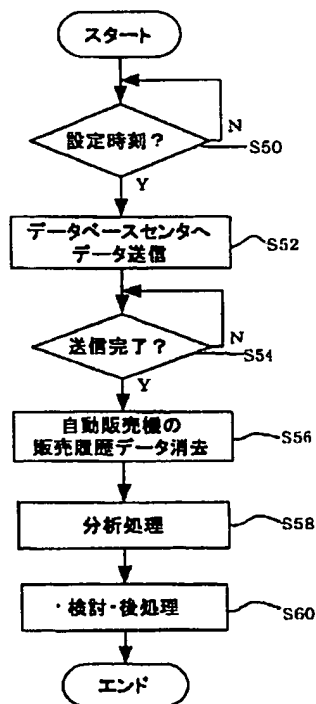 スタート
設定時刻？
N
S50
Y
データベースセンタへ
データ送信
S52
送信完了？
N
S54
Y
自動販売機の
販売履歴データ消去
S56
分析処理
S58
・検討・後処理
S60
エンド